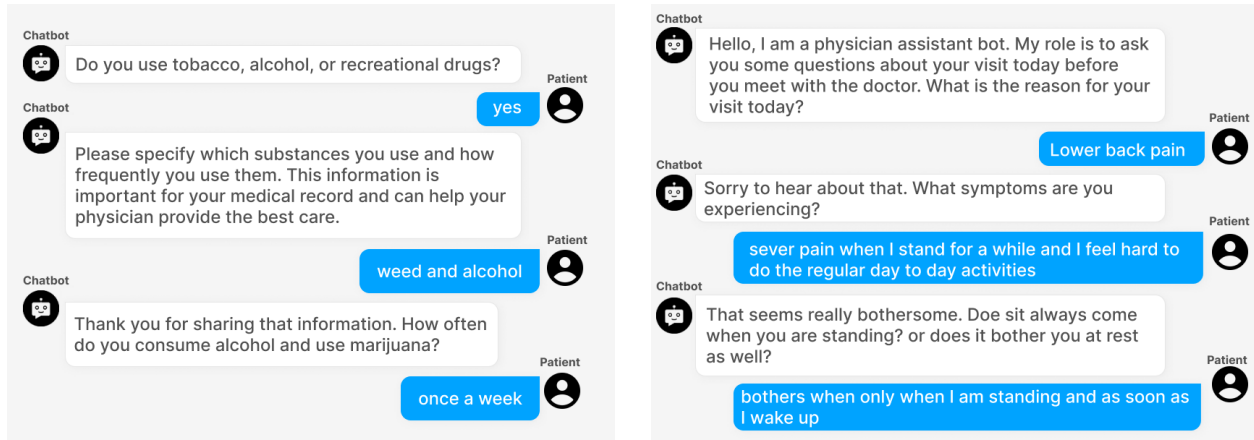 Chatbot
Do you use tobacco, alcohol, or recreational drugs?
Patient
yes
Chatbot
Please specify which substances you use and how
frequently you use them. This information is
important for your medical record and can help your
physician provide the best care.
Patient
weed and alcohol
Chatbot
Thank you for sharing that information. How often
do you consume alcohol and use marijuana?
Patient
once a week
Chatbot
Hello, I am a physician assistant bot. My role is to ask
you some questions about your visit today before
you meet with the doctor. What is the reason for your
visit today?
Patient
Lower back pain
Chatbot
Sorry to hear about that. What symptoms are you
experiencing?
Patient
sever pain when I stand for a while and I feel hard to
do the regular day to day activities
Chatbot
That seems really bothersome. Doe sit always come
when you are standing? or does it bother you at rest
as well?
Patient
bothers when only when I am standing and as soon as
I wake up